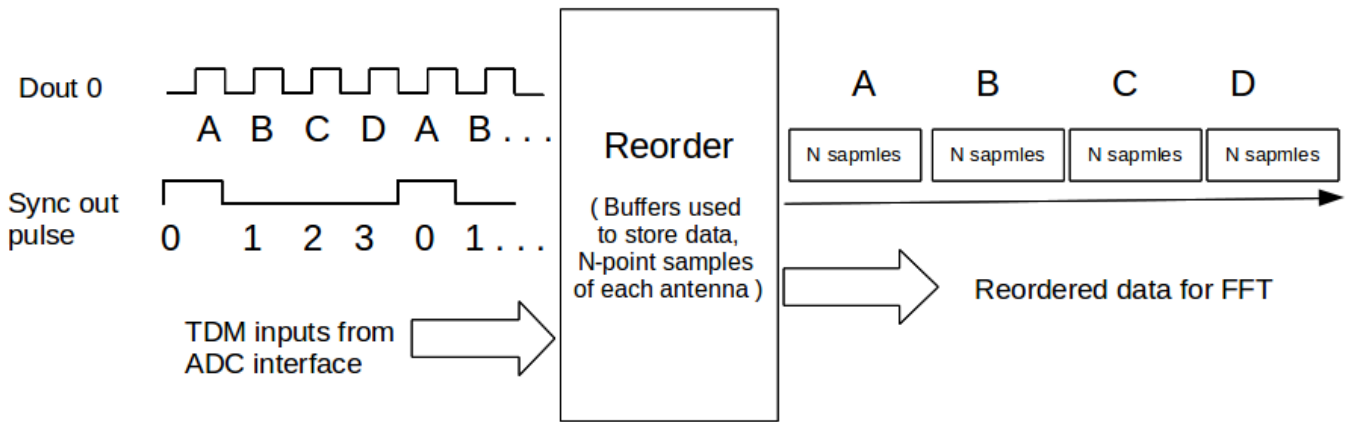 Dout 0
A B C D A B . . .
Sync out
pulse
0 1 2 3 0 1 . . .
TDM inputs from
ADC interface
Reorder
( Buffers used
to store data,
N-point samples
of each antenna )
A B C D
N sapmles N sapmles N sapmles N sapmles
Reordered data for FFT